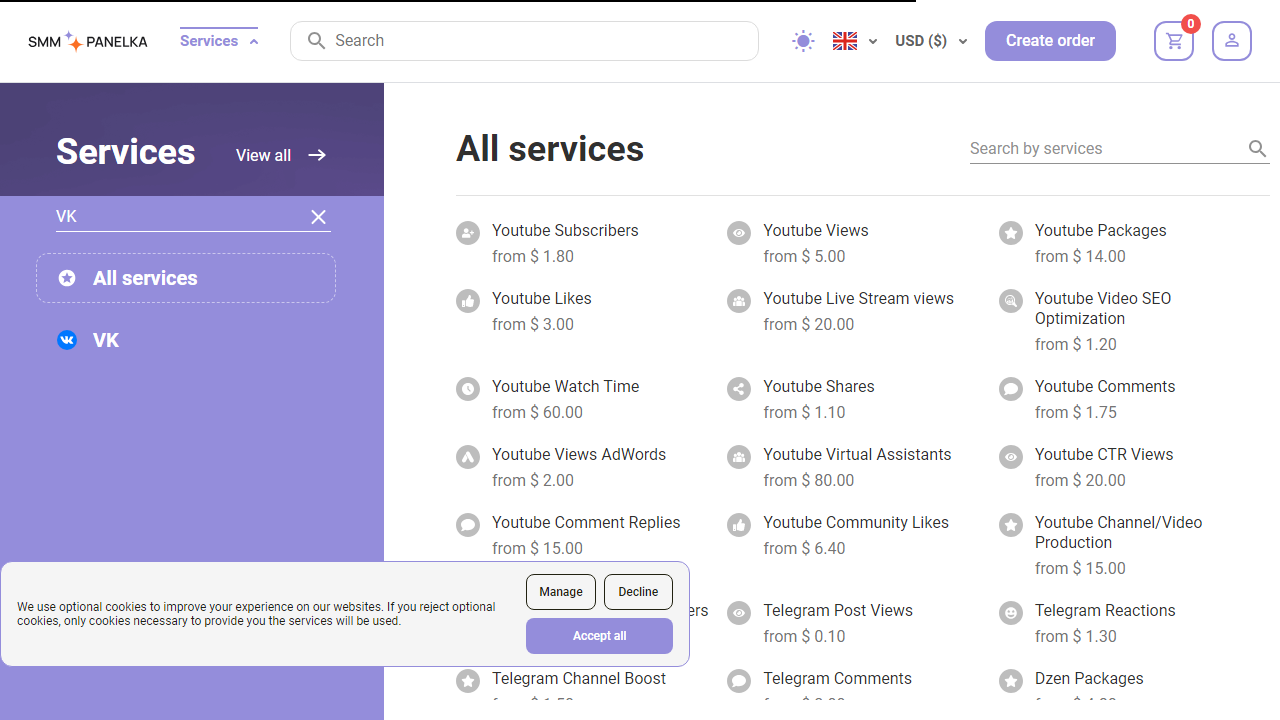 SMM PANELKA
Services
Search
USD ($)
Create order
0
Services
View all
VK
All services
VK
All services
Search by services
Youtube Subscribers
from $ 1.80
Youtube Views
from $ 5.00
Youtube Packages
from $ 14.00
Youtube Likes
from $ 3.00
Youtube Live Stream views
from $ 20.00
Youtube Video SEO
Optimization
from $ 1.20
Youtube Watch Time
from $ 60.00
Youtube Shares
from $ 1.10
Youtube Comments
from $ 1.75
Youtube Views AdWords
from $ 2.00
Youtube Virtual Assistants
from $ 80.00
Youtube CTR Views
from $ 20.00
Youtube Comment Replies
from $ 15.00
Youtube Community Likes
from $ 6.40
Youtube Channel/Video
Production
from $ 15.00
Telegram Post Views
from $ 0.10
Telegram Reactions
from $ 1.30
Telegram Channel Boost
Telegram Comments
Dzen Packages
We use optional cookies to improve your experience on our websites. If you reject optional
cookies, only cookies necessary to provide you the services will be used.
Manage
Decline
Accept all